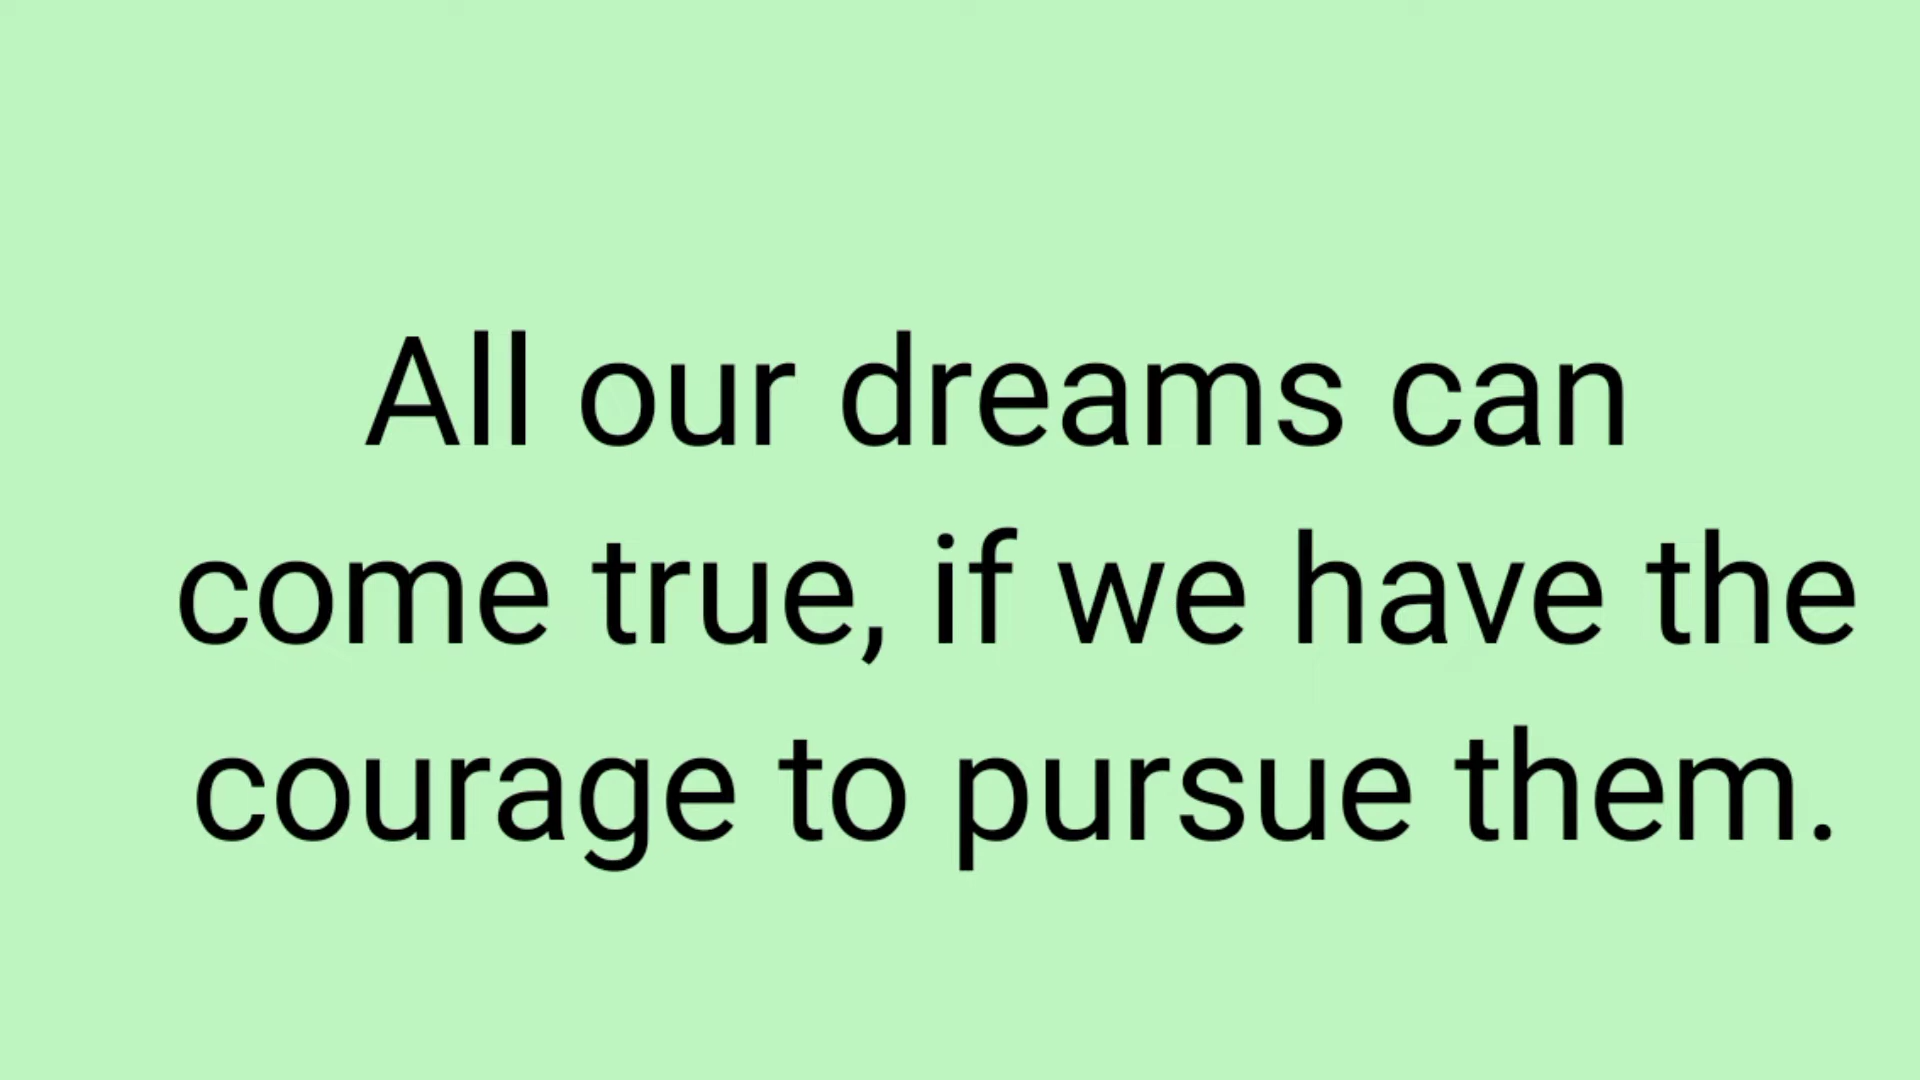 All our dreams can
come true, if we have the
courage to pursue them.